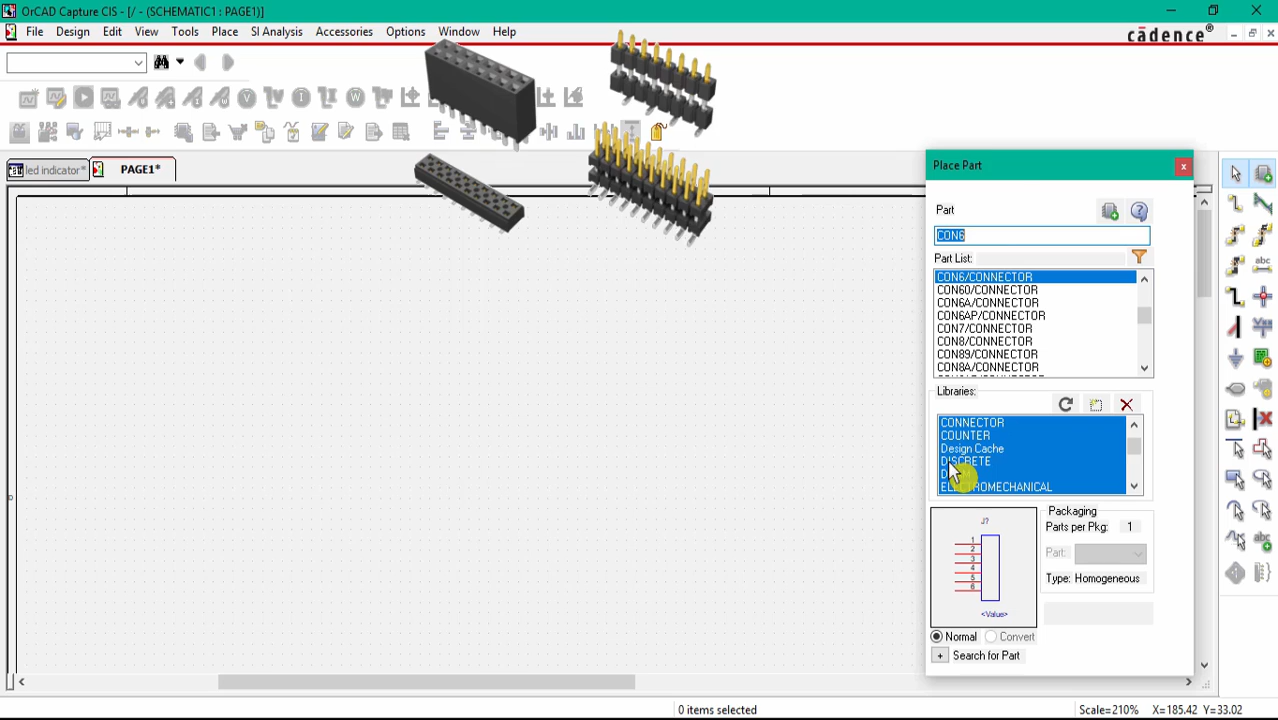 OrCAD Capture CIS - [/ - (SCHEMATIC1 : PAGE1)]
File Design Edit View Tools Place SI Analysis Accessories Options Window Help
cādence®
led indicator*
PAGE1*
Place Part
Part
CON6
Part List:
CON6/CONNECTOR
CON60/CONNECTOR
CON6A/CONNECTOR
CON6AP/CONNECTOR
CON7/CONNECTOR
CON8/CONNECTOR
CON89/CONNECTOR
CON8A/CONNECTOR
Libraries:
CONNECTOR
COUNTER
Design Cache
DISCRETE
ELECTROMECHANICAL
J?
1
2
3
4
5
6
<Value>
Packaging
Parts per Pkg: 1
Part:
Type: Homogeneous
Normal Convert
+ Search for Part
0 items selected
Scale=210% X=185.42 Y=33.02